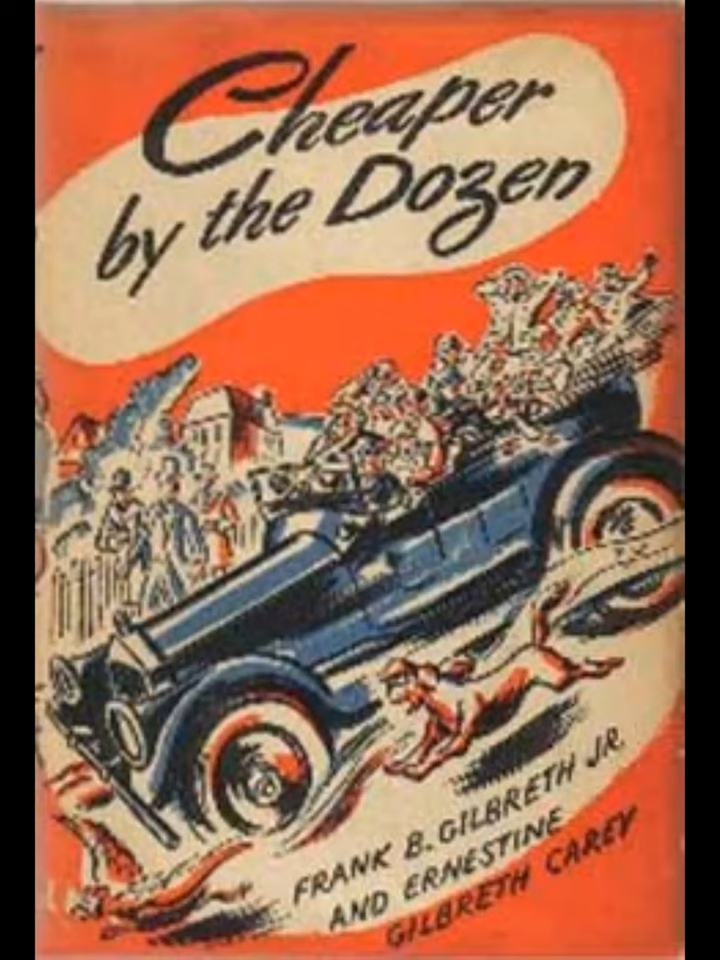 Cheaper
by the Dozen
FRANK B. GILBRETH JR.
AND ERNESTINE
GILBRETH CAREY